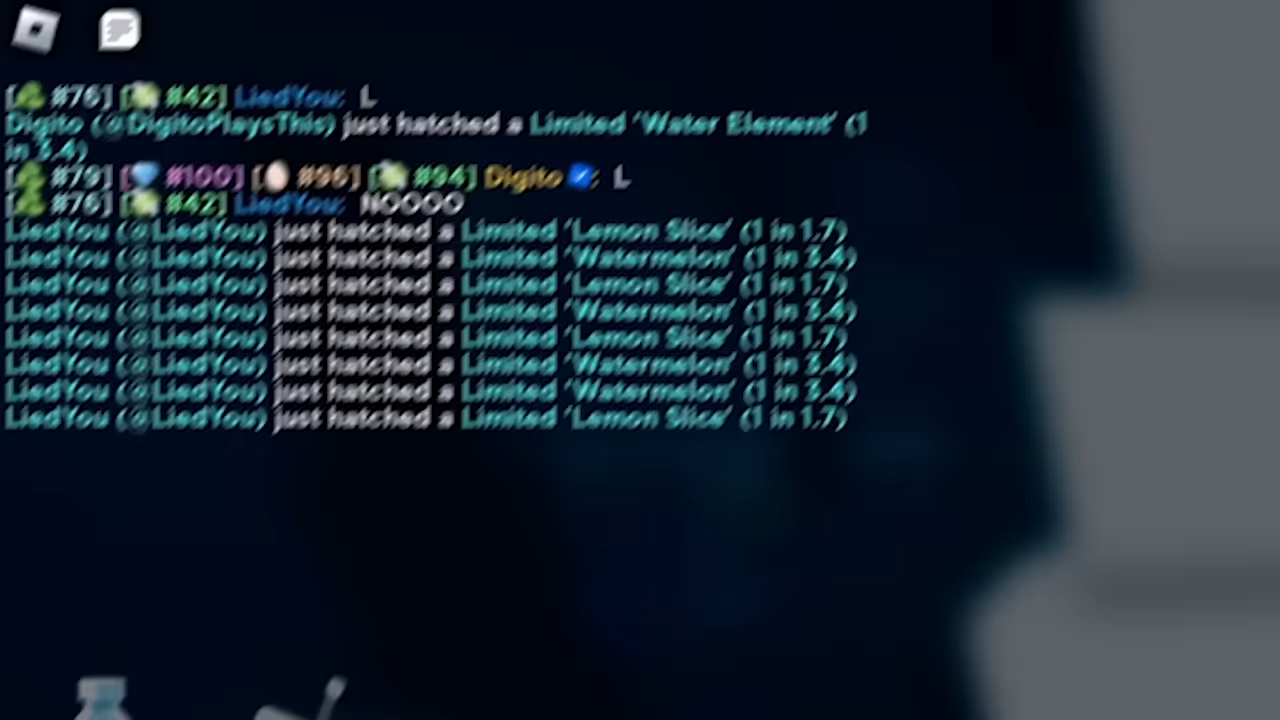 [#76] [#42] LiedYou: L
Digito (@DigitoPlaysThis) just hatched a Limited 'Water Element' (1
in 3.4)
[#79] [#100] [#96] [#94] Digito : L
[#76] [#42] LiedYou: NOOOO
LiedYou (@LiedYou) just hatched a Limited 'Lemon Slice' (1 in 1.7)
LiedYou (@LiedYou) just hatched a Limited 'Watermelon' (1 in 3.4)
LiedYou (@LiedYou) just hatched a Limited 'Lemon Slice' (1 in 1.7)
LiedYou (@LiedYou) just hatched a Limited 'Watermelon' (1 in 3.4)
LiedYou (@LiedYou) just hatched a Limited 'Lemon Slice' (1 in 1.7)
LiedYou (@LiedYou) just hatched a Limited 'Watermelon' (1 in 3.4)
LiedYou (@LiedYou) just hatched a Limited 'Watermelon' (1 in 3.4)
LiedYou (@LiedYou) just hatched a Limited 'Lemon Slice' (1 in 1.7)